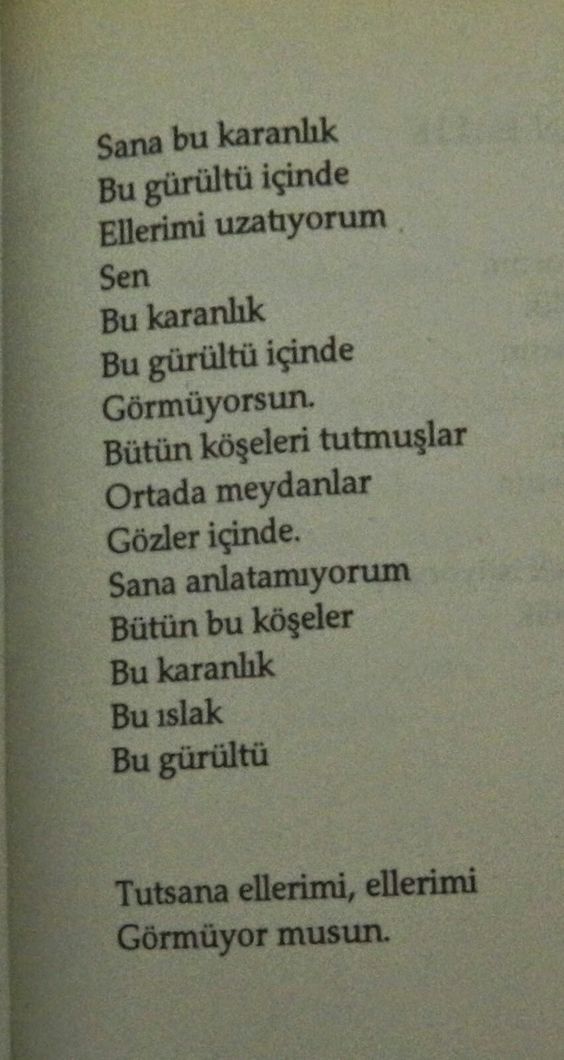 Sana bu karanlık
Bu gürültü içinde
Ellerimi uzatıyorum
Sen
Bu karanlık
Bu gürültü içinde
Görmüyorsun.
Bütün köşeleri tutmuşlar
Ortada meydanlar
Gözler içinde.
Sana anlatamıyorum
Bütün bu köşeler
Bu karanlık
Bu ıslak
Bu gürültü
Tutsana ellerimi, ellerimi
Görmüyor musun.